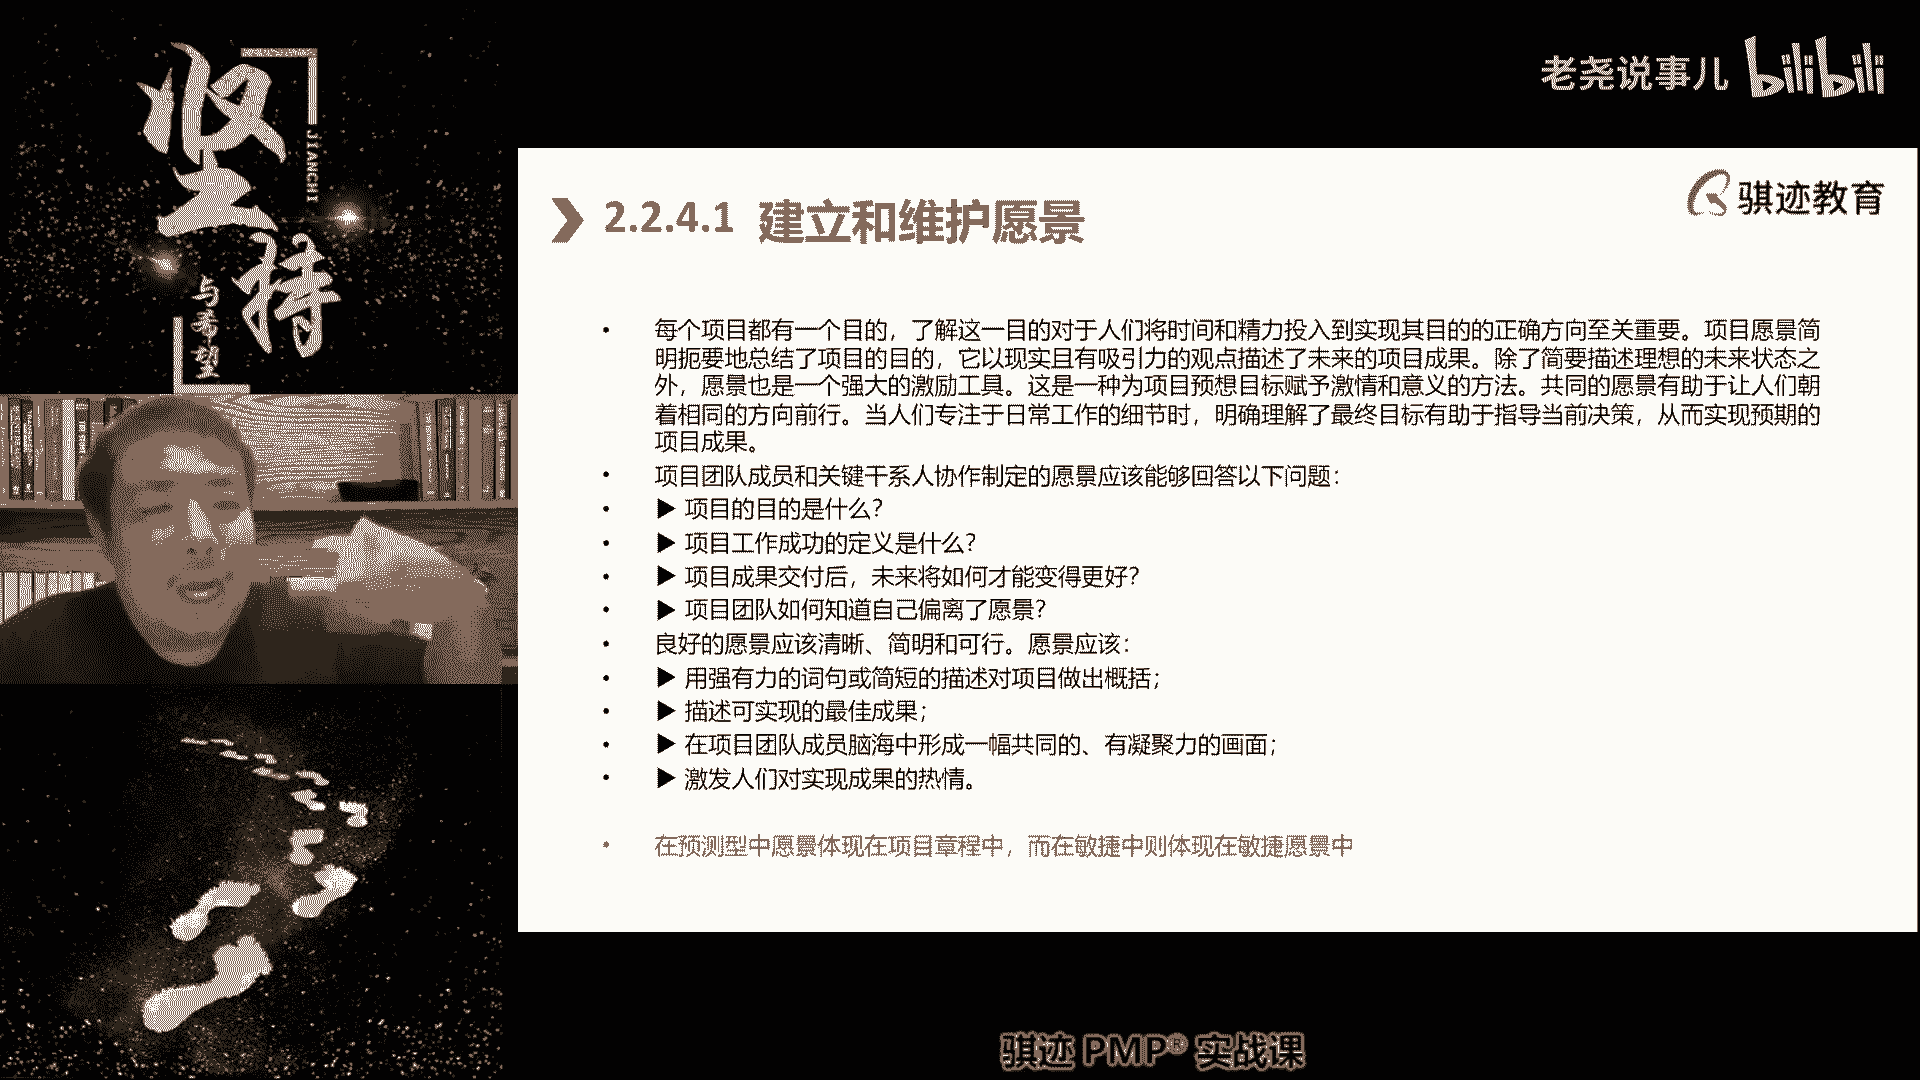 坚持
JIANCHI
与希望
老尧说事儿 bilibili
骐迹教育
2.2.4.1 建立和维护愿景
• 每个项目都有一个目的，了解这一目的对于人们将时间和精力投入到实现其目的的正确方向至关重要。项目愿景简
明扼要地总结了项目的目的，它以现实且有吸引力的观点描述了未来的项目成果。除了简要描述理想的未来状态之
外，愿景也是一个强大的激励工具。这是一种为项目预想目标赋予激情和意义的方法。共同的愿景有助于让人们朝
着相同的方向前行。当人们专注于日常工作的细节时，明确理解了最终目标有助于指导当前决策，从而实现预期的
项目成果。
• 项目团队成员和关键干系人协作制定的愿景应该能够回答以下问题：
• ▶ 项目的目的是什么？
• ▶ 项目工作成功的定义是什么？
• ▶ 项目成果交付后，未来将如何才能变得更好？
• ▶ 项目团队如何知道自己偏离了愿景？
• 良好的愿景应该清晰、简明和可行。愿景应该：
• ▶ 用强有力的词句或简短的描述对项目做出概括；
• ▶ 描述可实现的最佳成果；
• ▶ 在项目团队成员脑海中形成一幅共同的、有凝聚力的画面；
• ▶ 激发人们对实现成果的热情。
• 在预测型中愿景体现在项目章程中，而在敏捷中则体现在敏捷愿景中
骐迹 PMP® 实战课